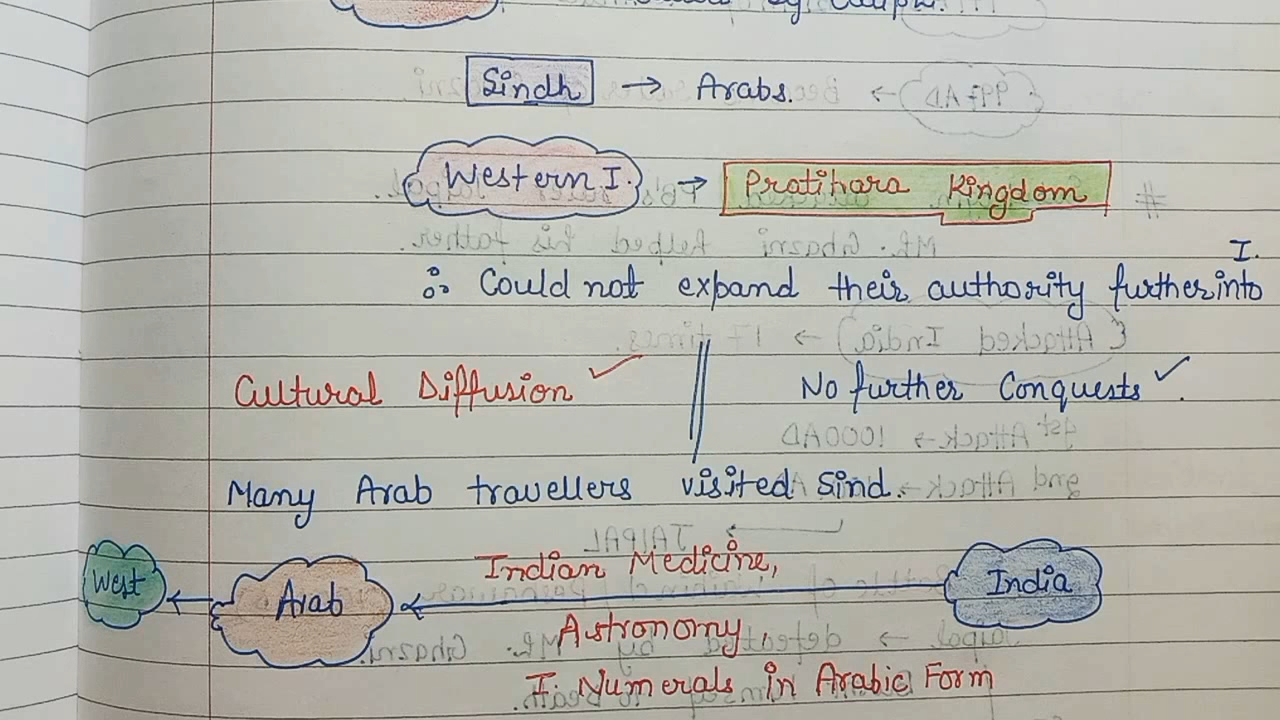 Sindh → Arabs.
Western I. → Pratihara Kingdom
∴ Could not expand their authority further into I.
Cultural Diffusion ✓ || No further Conquests ✓.
Many Arab travellers visited Sind.
Indian Medicine,
West ← Arab ← India
Astronomy,
I. Numerals in Arabic Form